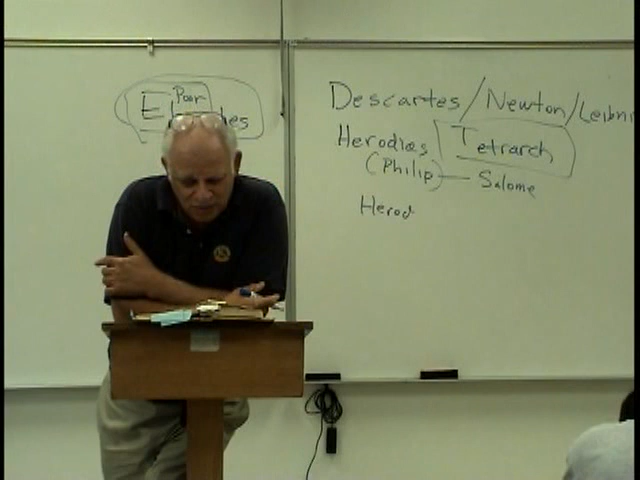 Poor
Descartes/Newton/Leibni
Herodias Tetrarch
(Philip) — Salome
Herod